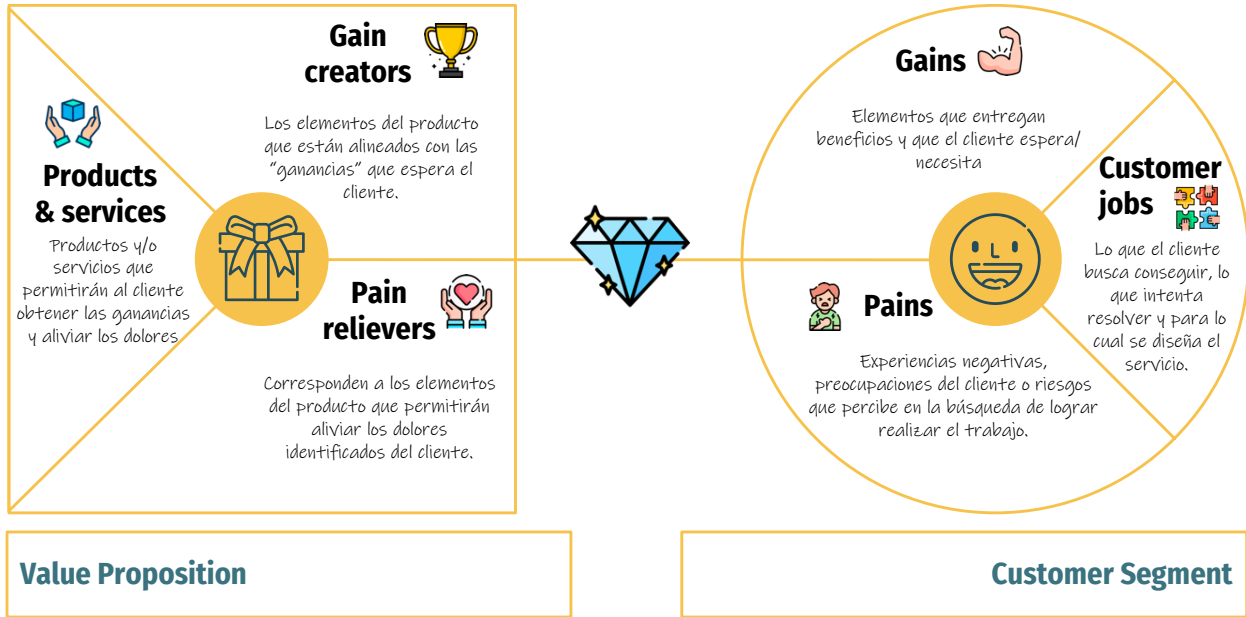 Gain
creators
Los elementos del producto
que están alineados con las
“ganancias” que espera el
cliente.
Products
& services
Productos y/o
servicios que
permitirán al cliente
obtener las ganancias
y aliviar los dolores
Pain
relievers
Corresponden a los elementos
del producto que permitirán
aliviar los dolores
identificados del cliente.
Gains
Elementos que entregan
beneficios y que el cliente espera/
necesita
Customer
jobs
Lo que el cliente
busca conseguir, lo
que intenta
resolver y para lo
cual se diseña el
servicio.
Pains
Experiencias negativas,
preocupaciones del cliente o riesgos
que percibe en la búsqueda de lograr
realizar el trabajo.
Value Proposition
Customer Segment